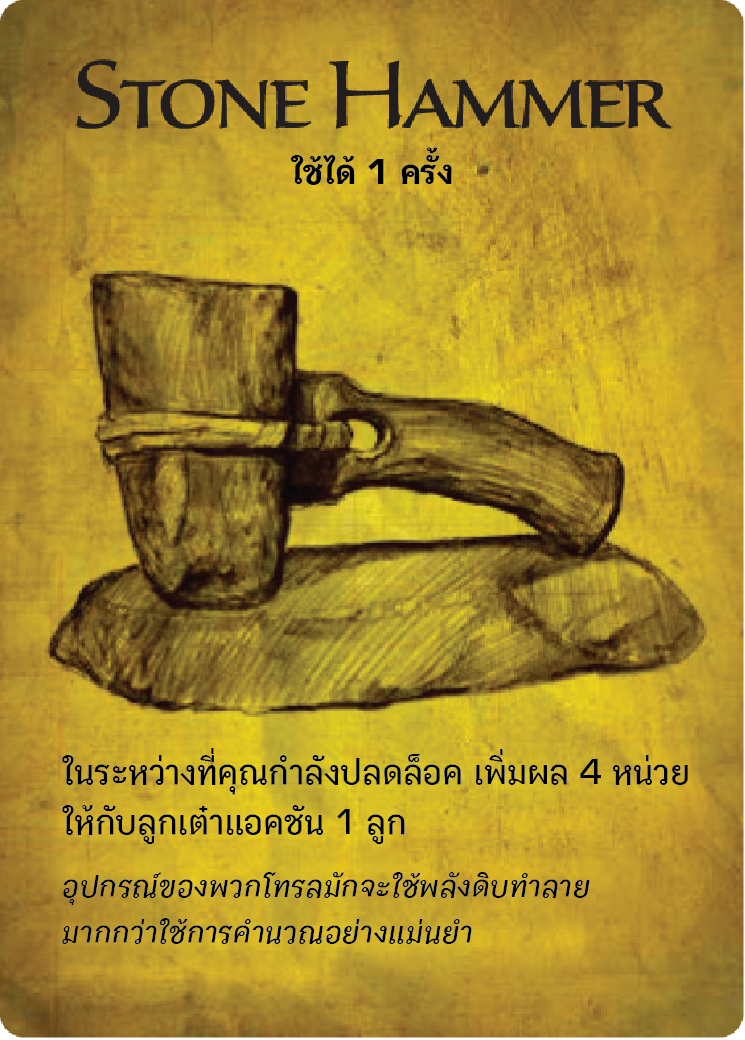 STONE HAMMER
ใช้ได้ 1 ครั้ง
ในระหว่างที่คุณกำลังปลดล็อค เพิ่มผล 4 หน่วย
ให้กับลูกเต๋าแอคชัน 1 ลูก
อุปกรณ์ของพวกโทรลมักจะใช้พลังดิบทำลาย
มากกว่าใช้การคำนวณอย่างแม่นยำ